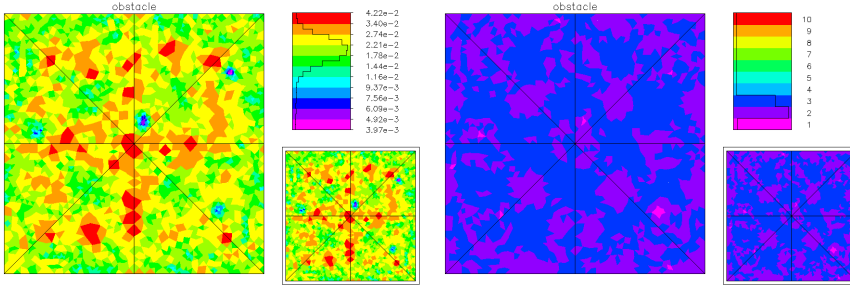 obstacle
4.22e-2
3.40e-2
2.74e-2
2.21e-2
1.78e-2
1.44e-2
1.16e-2
9.37e-3
7.56e-3
6.09e-3
4.92e-3
3.97e-3
obstacle
10
9
8
7
6
5
4
3
2
1